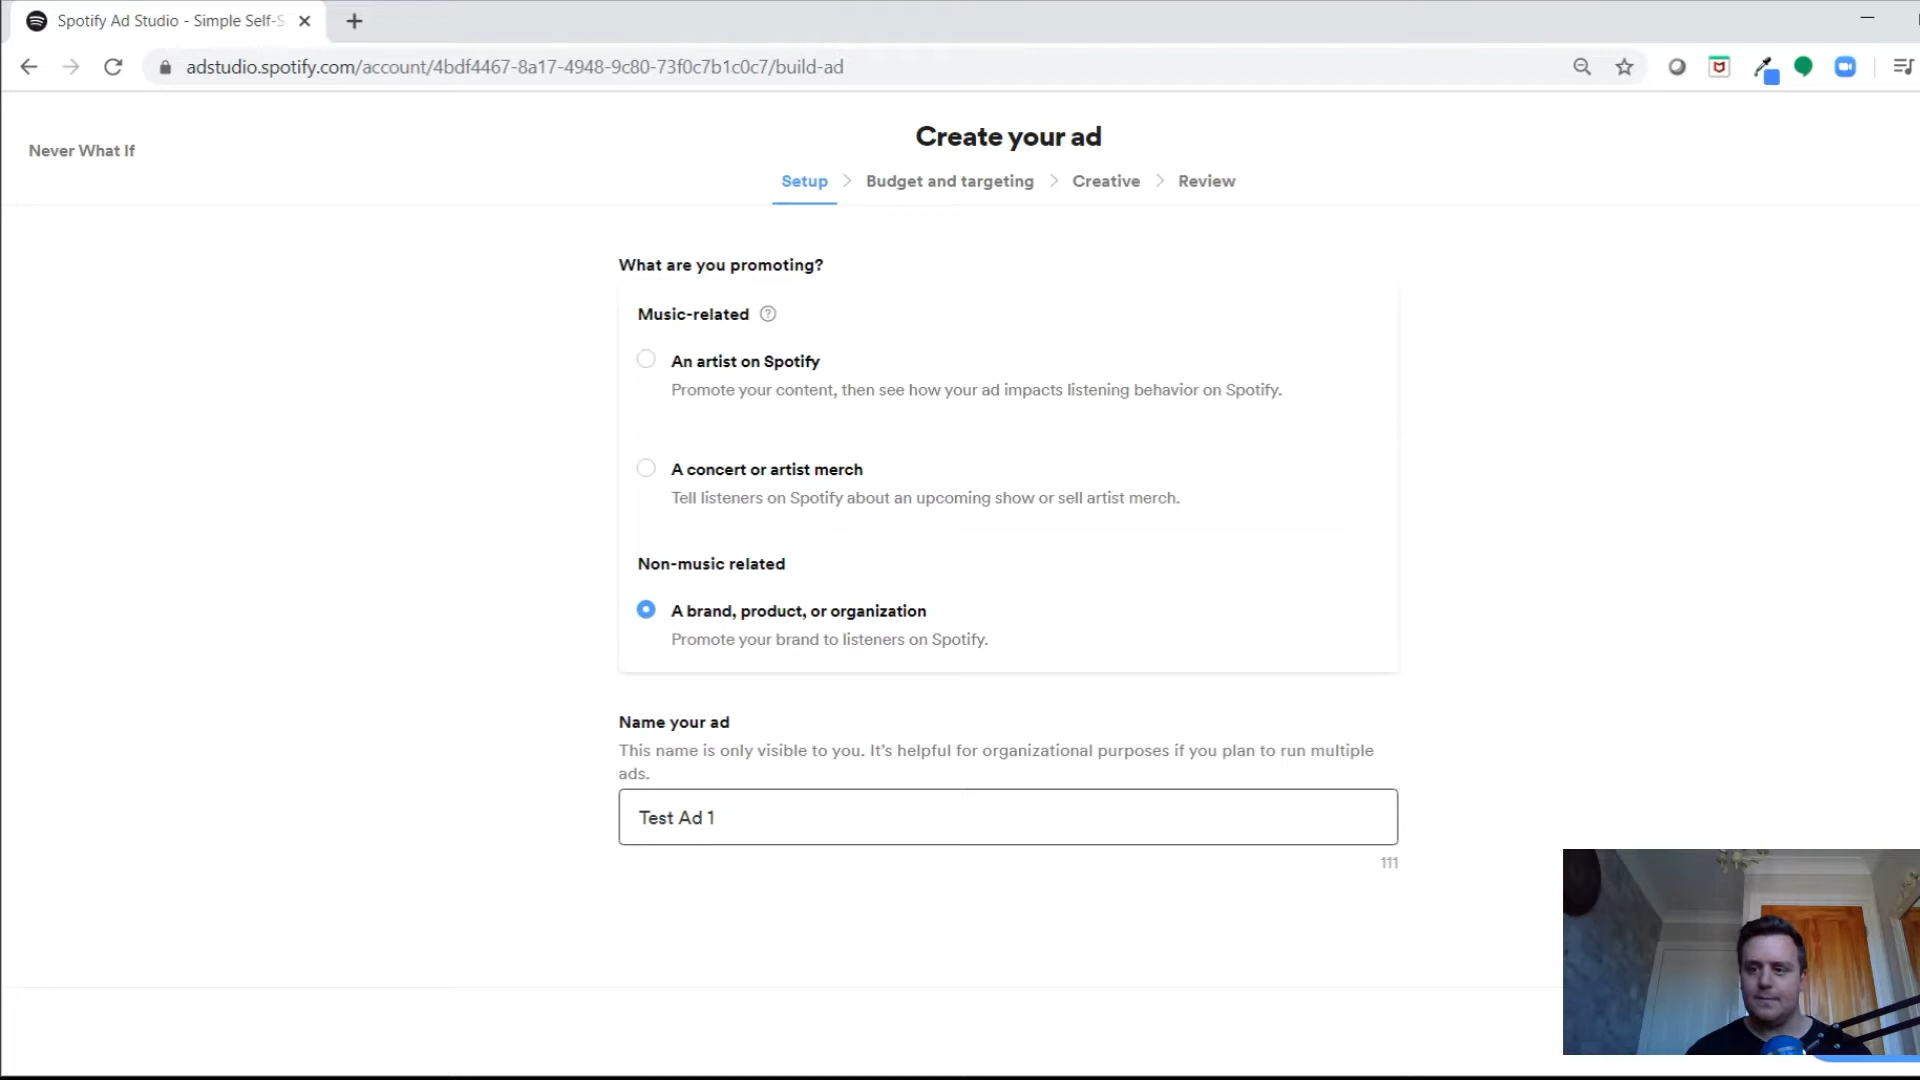 Spotify Ad Studio - Simple Self-S
adstudio.spotify.com/account/4bdf4467-8a17-4948-9c80-73f0c7b1c0c7/build-ad
Never What If
Create your ad
Setup
Budget and targeting
Creative
Review
What are you promoting?
Music-related
An artist on Spotify
Promote your content, then see how your ad impacts listening behavior on Spotify.
A concert or artist merch
Tell listeners on Spotify about an upcoming show or sell artist merch.
Non-music related
A brand, product, or organization
Promote your brand to listeners on Spotify.
Name your ad
This name is only visible to you. It’s helpful for organizational purposes if you plan to run multiple
ads.
Test Ad 1
111